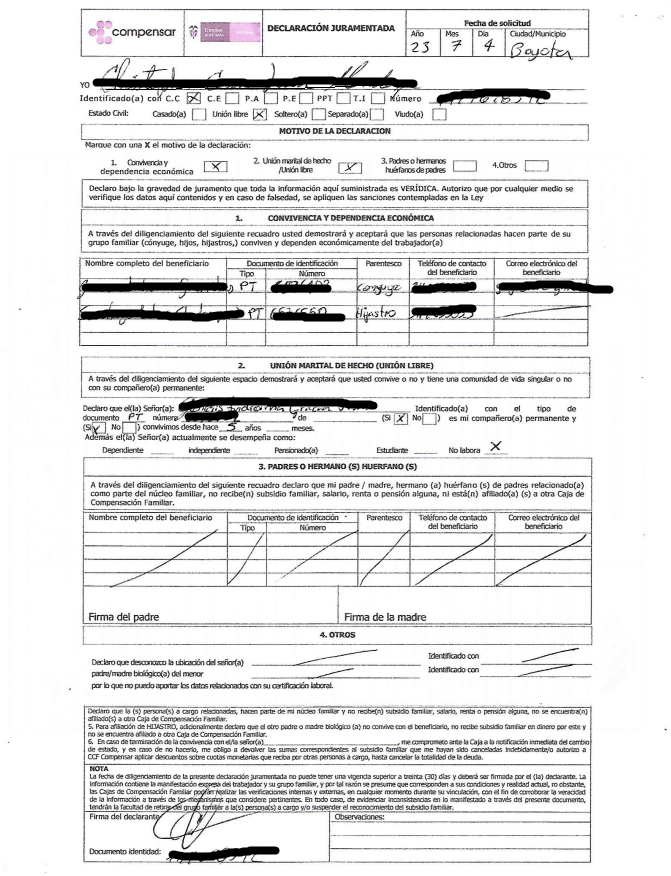 compensar
DECLARACIÓN JURAMENTADA
Fecha de solicitud
Año Mes Dia Ciudad/Municipio
23 7 4 Bogota
YO
Identificado(a) con C.C X C.E P.A P.E PPT T.I Número
Estado Civil: Casado(a) Unión libre X Soltero(a) Separado(a) Viudo(a)
MOTIVO DE LA DECLARACION
Marque con una X el motivo de la declaración:
1. Convivencia y dependencia económica X 2. Unión marital de hecho /Unión libre X 3. Padres o hermanos huérfanos de padres 4.Otros
Declaro bajo la gravedad de juramento que toda la información aquí suministrada es VERÍDICA. Autorizo que por cualquier medio se
verifique los datos aquí contenidos y en caso de falsedad, se apliquen las sanciones contempladas en la Ley
1. CONVIVENCIA Y DEPENDENCIA ECONÓMICA
A través del diligenciamiento del siguiente recuadro usted demostrará y aceptará que las personas relacionadas hacen parte de su
grupo familiar (cónyuge, hijos, hijastros,) conviven y dependen económicamente del trabajador(a)
Nombre completo del beneficiario Documento de identificación Parentesco Teléfono de contacto del beneficiario Correo electrónico del beneficiario
Tipo Número
PT Conyuge
PT Hijastro
2. UNIÓN MARITAL DE HECHO (UNIÓN LIBRE)
A través del diligenciamiento del siguiente espacio demostrará y aceptará que usted convive o no y tiene una comunidad de vida singular o no
con su compañero(a) permanente:
Declaro que el(la) Señor(a): Identificado(a) con el tipo de
documento PT número de (Si X No ) es mi compañero(a) permanente y
(Si X No ) convivimos desde hace 5 años meses.
Además el(la) Señor(a) actualmente se desempeña como:
Dependiente independiente Pensionado(a) Estudiante No labora X
3. PADRES O HERMANO (S) HUERFANO (S)
A través del diligenciamiento del siguiente recuadro declaro que mi padre / madre, hermano (a) huérfano (s) de padres relacionado(a)
como parte del núcleo familiar, no recibe(n) subsidio familiar, salario, renta o pensión alguna, ni está(n) afiliado(a) (s) a otra Caja de
Compensación Familiar.
Nombre completo del beneficiario Documento de identificación Parentesco Teléfono de contacto del beneficiario Correo electrónico del beneficiario
Tipo Número
Firma del padre Firma de la madre
4. OTROS
Declaro que desconozco la ubicación del señor(a) Identificado con
padre/madre biológico(a) del menor Identificado con
por lo que no puedo aportar los datos relacionados con su certificación laboral.
Declaro que la (s) persona(s) a cargo relacionadas, hacen parte de mi núcleo familiar y no recibe(n) subsidio familiar, salario, renta o pensión alguna, no se encuentra(n)
afiliado(s) a otra Caja de Compensación Familiar.
5. Para afiliación de HIJASTRO, adicionalmente declaro que el otro padre o madre biológico (a) no convive con el beneficiario, no recibe subsidio familiar en dinero por este y
no se encuentra afiliado a otra Caja de Compensación Familiar.
6. En caso de terminación de la convivencia con el/la señor(a) , me comprometo ante la Caja a la notificación inmediata del cambio
de estado, y en caso de no hacerlo, me obligo a devolver las sumas correspondientes al subsidio familiar que me hayan sido canceladas indebidamente/o autorizo a
CCF Compensar aplicar descuentos sobre cuotas monetarias que reciba por otras personas a cargo, hasta cancelar la totalidad de la deuda.
NOTA
La fecha de diligenciamiento de la presente declaración juramentada no puede tener una vigencia superior a treinta (30) días y deberá ser firmada por el (la) declarante. La
información contiene la manifestación expresa del trabajador y su grupo familiar, y por tal razón se presume que corresponden a sus condiciones y realidad actual, no obstante,
las Cajas de Compensación Familiar podrán realizar las verificaciones internas y externas, en cualquier momento durante su vinculación, con el fin de corroborar la veracidad
de la información a través de los mecanismos que considere pertinentes. En todo caso, de evidenciar inconsistencias en lo manifestado a través del presente documento,
tendrán la facultad de retirar del grupo familiar a la(s) persona(s) a cargo y/o suspender el reconocimiento del subsidio familiar.
Firma del declarante Observaciones:
Documento identidad: